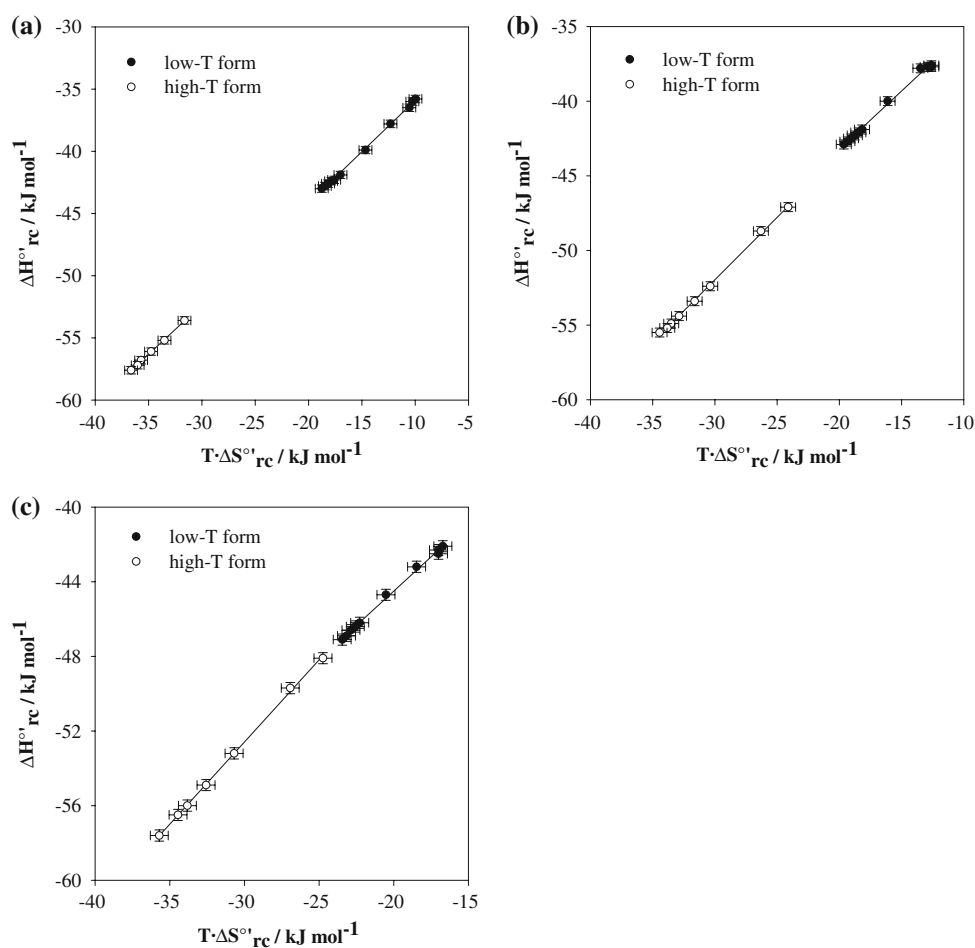 (a)
-30
-35
-40
-45
-50
-55
-60
ΔH°'rc / kJ mol-1
low-T form
high-T form
-40 -35 -30 -25 -20 -15 -10 -5
T·ΔS°'rc / kJ mol-1
(b)
-35
-40
-45
-50
-55
-60
ΔH°'rc / kJ mol-1
low-T form
high-T form
-40 -35 -30 -25 -20 -15 -10
T·ΔS°'rc / kJ mol-1
(c)
-40
-44
-48
-52
-56
-60
ΔH°'rc / kJ mol-1
low-T form
high-T form
-40 -35 -30 -25 -20 -15
T·ΔS°'rc / kJ mol-1